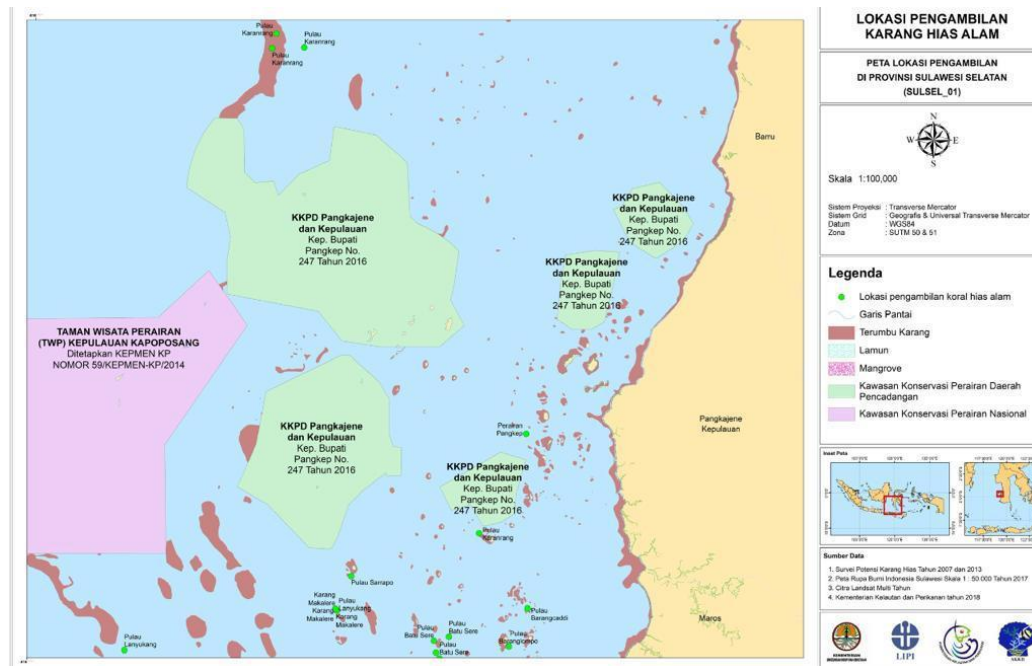 LOKASI PENGAMBILAN
KARANG HIAS ALAM
PETA LOKASI PENGAMBILAN
DI PROVINSI SULAWESI SELATAN
(SULSEL_01)
N
W
E
S
Skala 1:100,000
Sistem Proyeksi : Transverse Mercator
Sistem Grid : Geografis & Universal Transverse Mercator
Datum : WGS84
Zona : SUTM 50 & 51
Legenda
Lokasi pengambilan koral hias alam
Garis Pantai
Terumbu Karang
Lamun
Mangrove
Kawasan Konservasi Perairan Daerah
Pencadangan
Kawasan Konservasi Perairan Nasional
Inset Peta
Sumber Data
1. Survei Potensi Karang Hias Tahun 2007 dan 2013
2. Peta Rupa Bumi Indonesia Sulawesi Skala 1 : 50 000 Tahun 2017
3. Citra Landsat Multi Tahun
4. Kementerian Kelautan dan Perikanan tahun 2018
LIPI
Pulau
Karanrang
Pulau
Karanrang
Pulau
Karanrang
Barru
KKPD Pangkajene
dan Kepulauan
Kep. Bupati
Pangkep No.
247 Tahun 2016
KKPD Pangkajene
dan Kepulauan
Kep. Bupati
Pangkep No.
247 Tahun 2016
KKPD Pangkajene
dan Kepulauan
Kep. Bupati
Pangkep No.
247 Tahun 2016
TAMAN WISATA PERAIRAN
(TWP) KEPULAUAN KAPOPOSANG
Ditetapkan KEPMEN KP
NOMOR 59/KEPMEN-KP/2014
KKPD Pangkajene
dan Kepulauan
Kep. Bupati
Pangkep No.
247 Tahun 2016
Perairan
Pangkep
Pangkajene
Kepulauan
KKPD Pangkajene
dan Kepulauan
Kep. Bupati
Pangkep No.
247 Tahun 2016
Pulau
Karanrang
Pulau Sarrapo
Karang
Makalere
Karang
Makalere
Pulau
Lanyukang
Karang
Makalere
Pulau
Barangcaddi
Maros
Pulau
Lanyukang
Pulau
Batu Sere
Pulau
Batu Sere
Pulau
Batu Sere
Pulau
Baranglompo